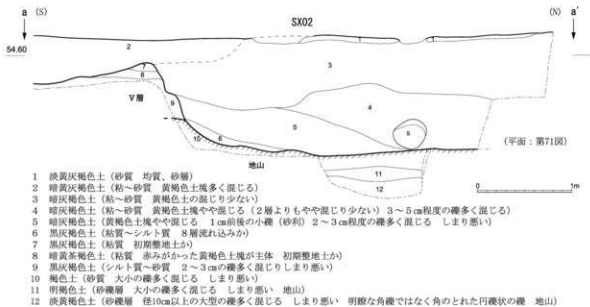 a (S)
SX02
(N) a'
54.60
1
2
3
7
8
4
V層
9
5
s
10
6
(平面：第71図)
地山
11
12
0 1m
1 淡黄灰褐色土（砂質 均質、砂層）
2 暗黄灰褐色土（粘～砂質 黄褐色土塊多く混じる）
3 暗灰褐色土（粘～砂質 黄褐色土の混じり少ない）
4 暗灰褐色土（粘～砂質 黄褐色土塊やや混じる（２層よりもやや混じり少ない）３～５㎝程度の礫多く混じる）
5 暗灰褐色土（黄褐色土塊やや混じる １㎝前後の小礫（砂利）２～３㎝程度の礫多く混じる しまり悪い）
6 黒灰褐色土（粘質～シルト質 ８層流れ込みか）
7 黒灰褐色土（粘質 初期整地土か）
8 暗黄茶褐色土（粘質 赤みがかった黄褐色土塊が主体 初期整地土か）
9 黒灰褐色土（シルト質～砂質 ２～３㎝の礫多く混じりしまり悪い）
10 褐色土（砂質 大小の礫多く混じる しまり悪い）
11 明褐色土（砂礫層 大小の礫多く混じる しまり悪い 地山）
12 淡黄褐色土（砂礫層 径10㎝以上の大型の礫多く混じる しまり悪い 明瞭な角礫ではなく角のとれた円礫状の礫 地山）